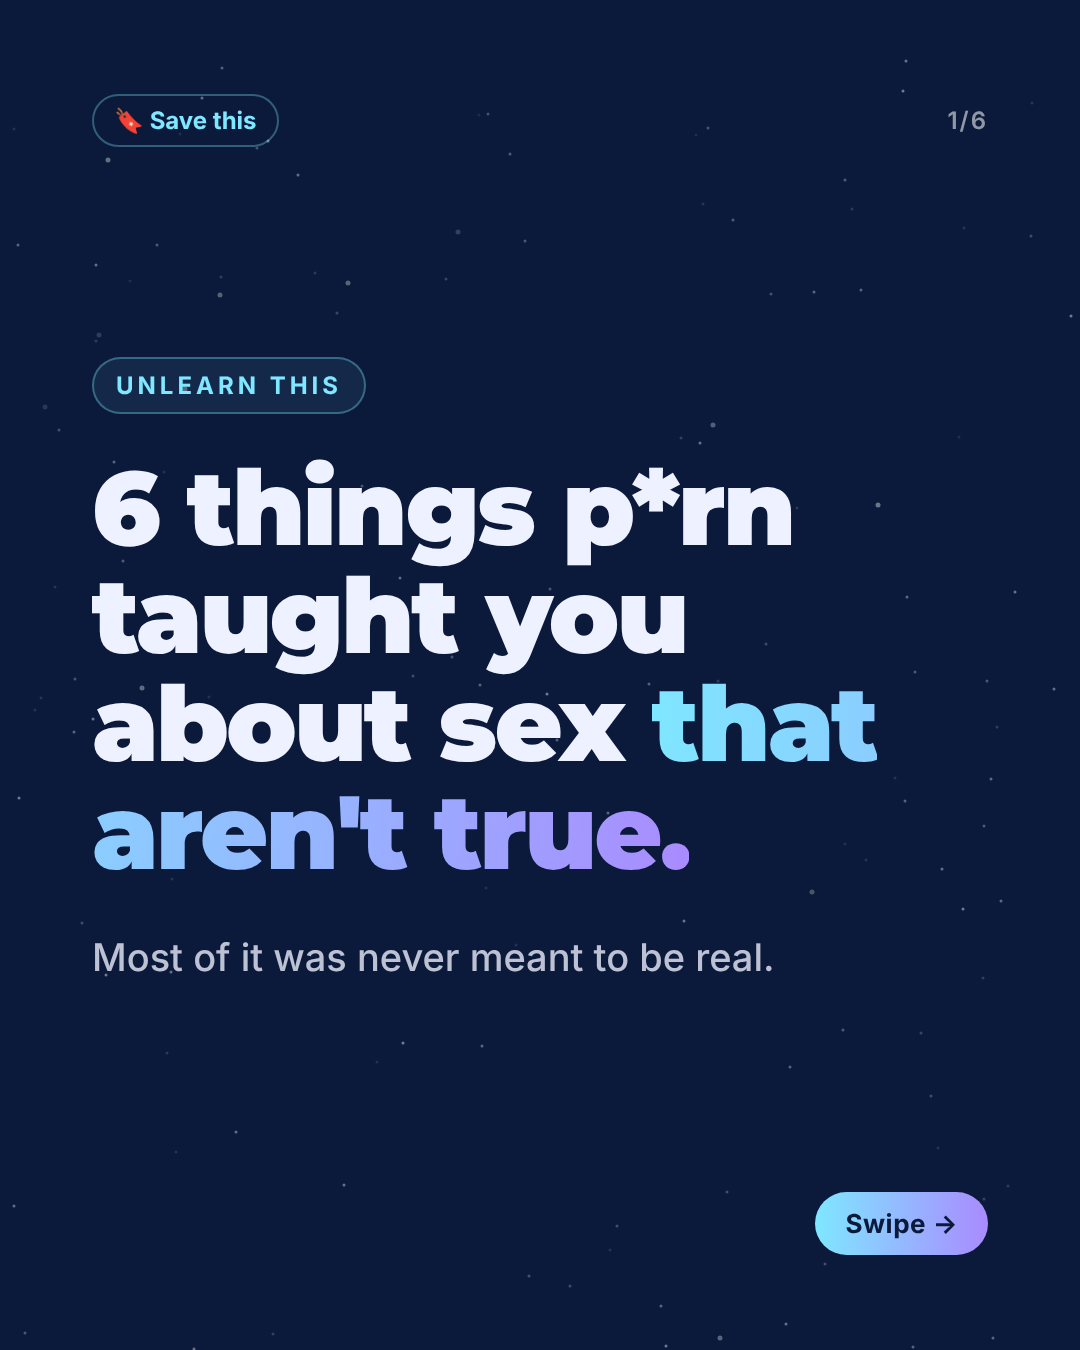 🔖 Save this
1/6
UNLEARN THIS
6 things p*rn
taught you
about sex that
aren't true.
Most of it was never meant to be real.
Swipe →